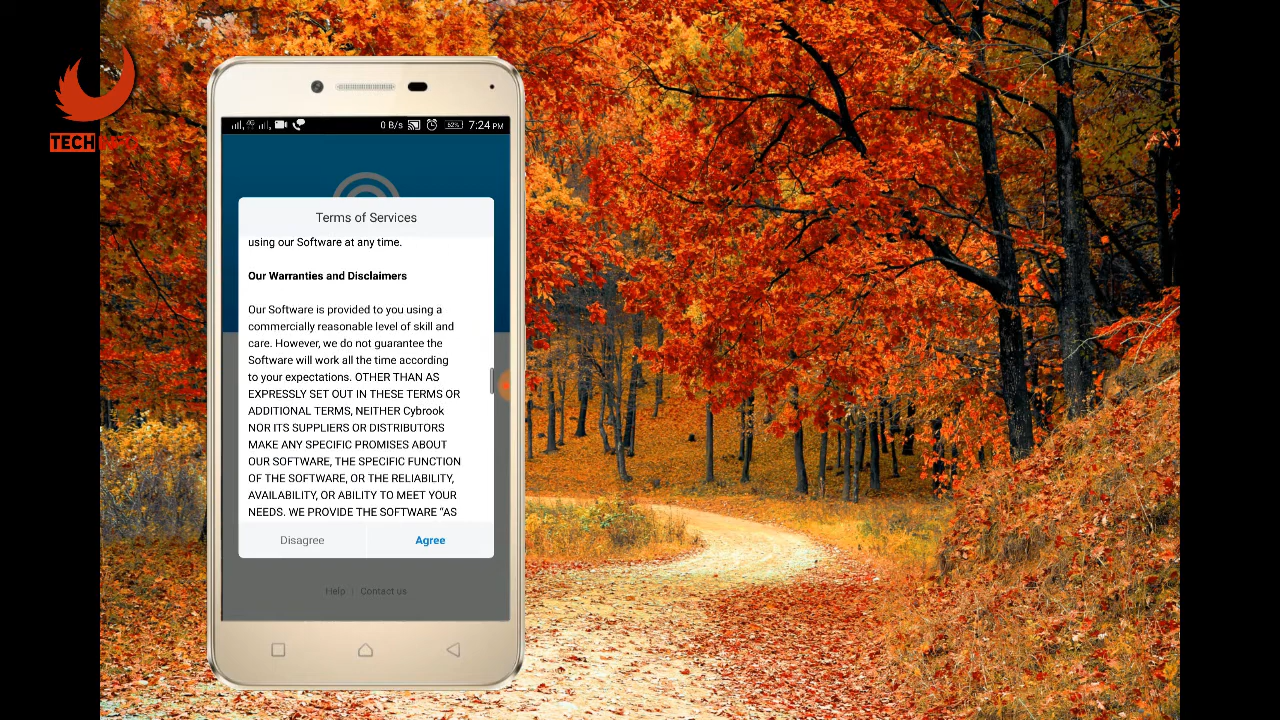 TECH
0 B/s 62% 7:24 PM
Terms of Services
using our Software at any time.
Our Warranties and Disclaimers
Our Software is provided to you using a
commercially reasonable level of skill and
care. However, we do not guarantee the
Software will work all the time according
to your expectations. OTHER THAN AS
EXPRESSLY SET OUT IN THESE TERMS OR
ADDITIONAL TERMS, NEITHER Cybrook
NOR ITS SUPPLIERS OR DISTRIBUTORS
MAKE ANY SPECIFIC PROMISES ABOUT
OUR SOFTWARE, THE SPECIFIC FUNCTION
OF THE SOFTWARE, OR THE RELIABILITY,
AVAILABILITY, OR ABILITY TO MEET YOUR
NEEDS. WE PROVIDE THE SOFTWARE “AS
Disagree Agree
Help | Contact us